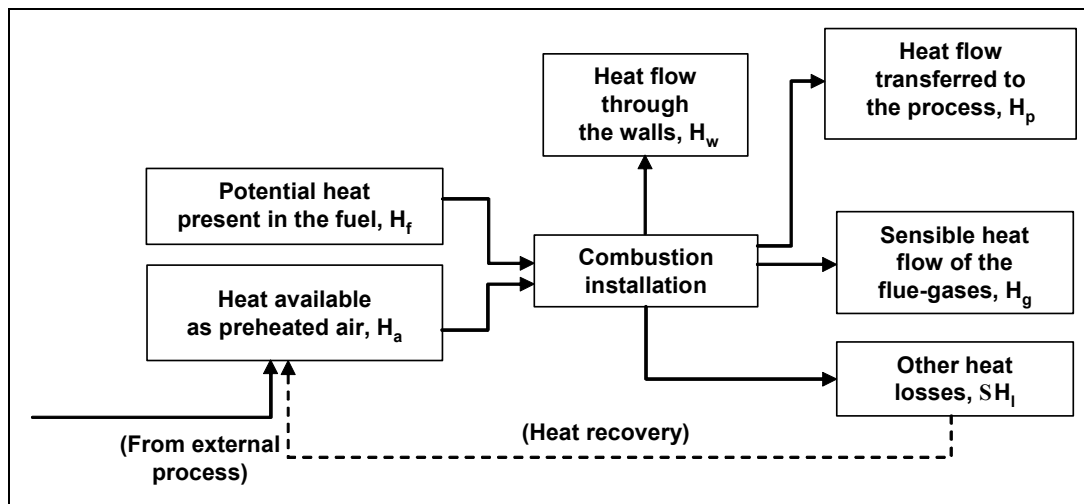 Heat flow
through
the walls, Hw
Heat flow
transferred to
the process, Hp
Potential heat
present in the fuel, Hf
Combustion
installation
Sensible heat
flow of the
flue-gases, Hg
Heat available
as preheated air, Ha
Other heat
losses, SHl
(From external
process)
(Heat recovery)